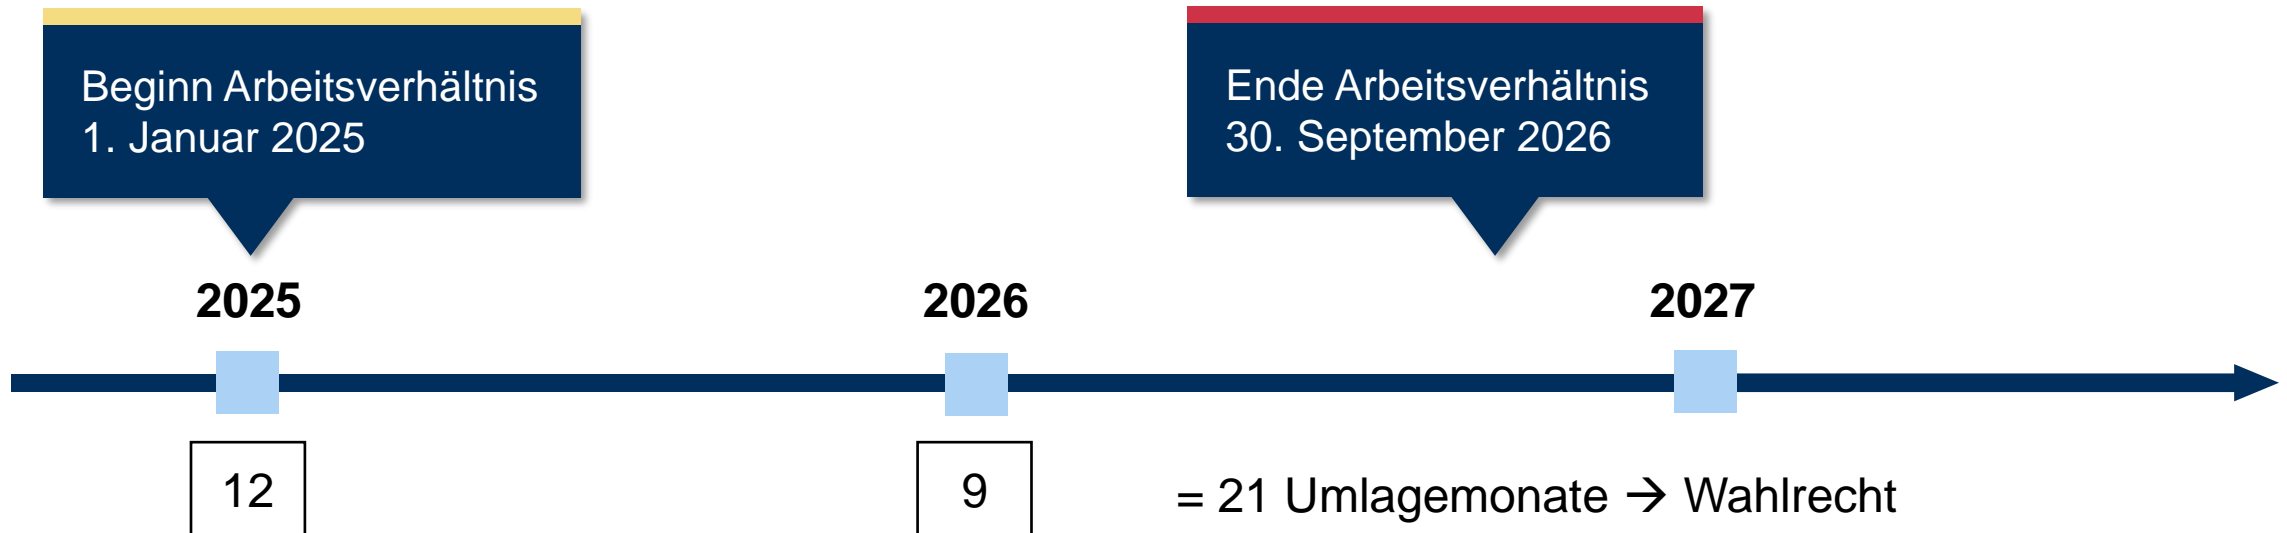 Beginn Arbeitsverhältnis
1. Januar 2025
Ende Arbeitsverhältnis
30. September 2026
2025
2026
2027
12
9
= 21 Umlagemonate → Wahlrecht